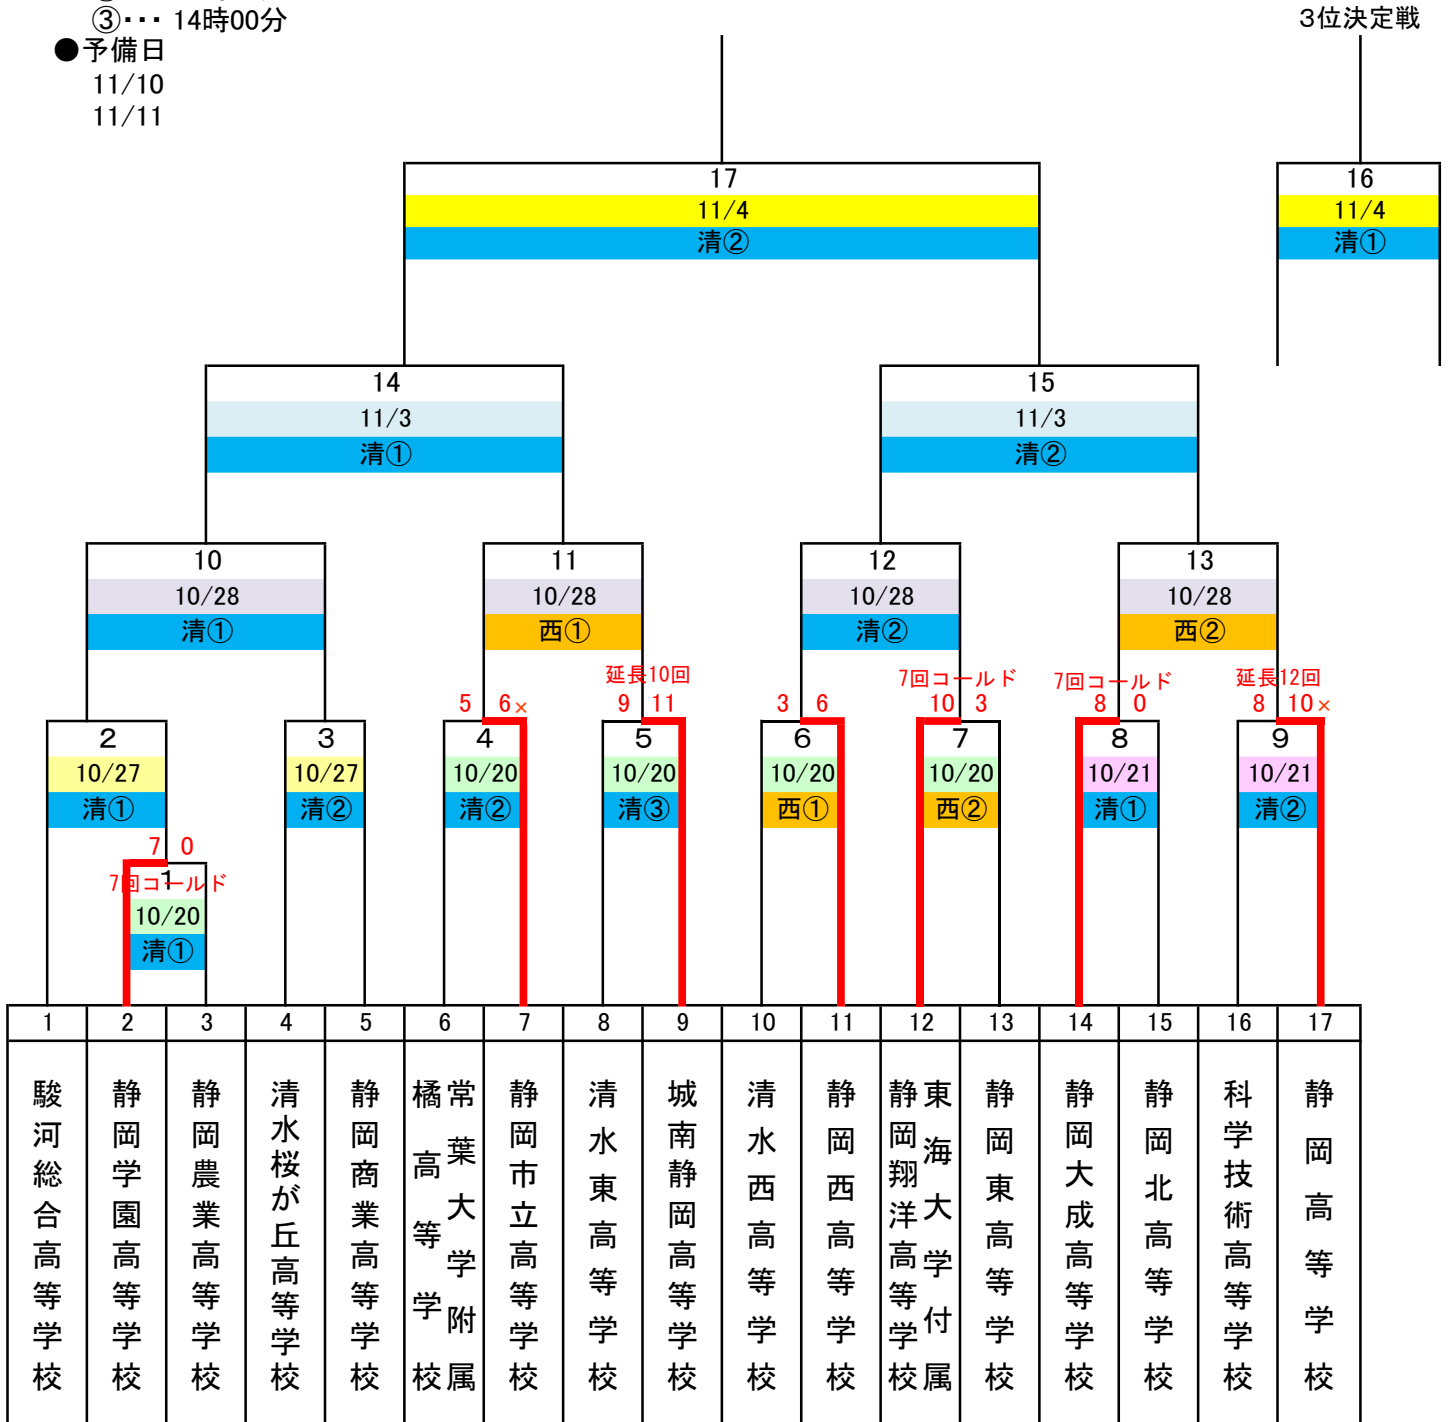 ③・・・ 14時00分
●予備日
11/10
11/11
3位決定戦
17
11/4
清②
16
11/4
清①
14
11/3
清①
15
11/3
清②
10
10/28
清①
11
10/28
西①
12
10/28
清②
13
10/28
西②
延長10回
7回コールド
7回コールド
延長12回
5 6×
9 11
3 6
10 3
8 0
8 10×
2
10/27
清①
3
10/27
清②
4
10/20
清②
5
10/20
清③
6
10/20
西①
7
10/20
西②
8
10/21
清①
9
10/21
清②
7 0
7回コールド
1
10/20
清①
1 2 3 4 5 6 7 8 9 10 11 12 13 14 15 16 17
駿河総合高等学校
静岡学園高等学校
静岡農業高等学校
清水桜が丘高等学校
静岡商業高等学校
常葉大学附属
橘高等学校
静岡市立高等学校
清水東高等学校
城南静岡高等学校
清水西高等学校
静岡西高等学校
東海大学付属
静岡翔洋高等学校
静岡東高等学校
静岡大成高等学校
静岡北高等学校
科学技術高等学校
静岡高等学校